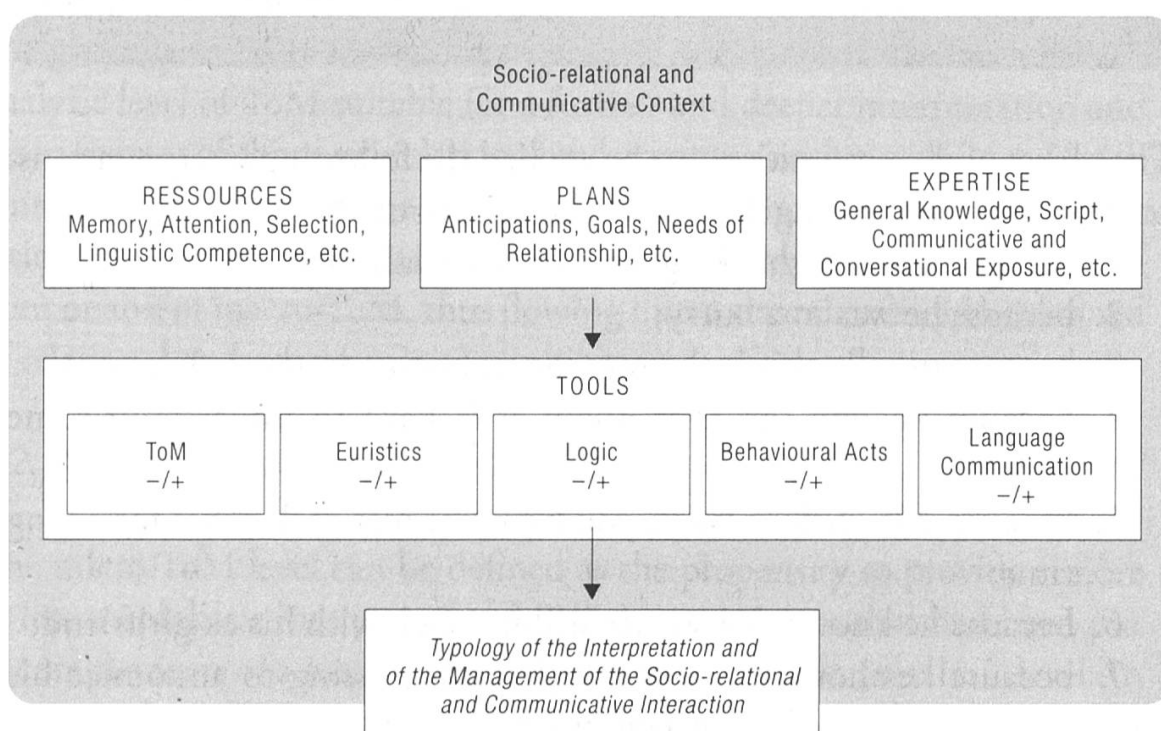 Socio-relational and
Communicative Context
RESSOURCES
Memory, Attention, Selection,
Linguistic Competence, etc.
PLANS
Anticipations, Goals, Needs of
Relationship, etc.
EXPERTISE
General Knowledge, Script,
Communicative and
Conversational Exposure, etc.
TOOLS
ToM
–/+
Euristics
–/+
Logic
–/+
Behavioural Acts
–/+
Language
Communication
–/+
Typology of the Interpretation and
of the Management of the Socio-relational
and Communicative Interaction